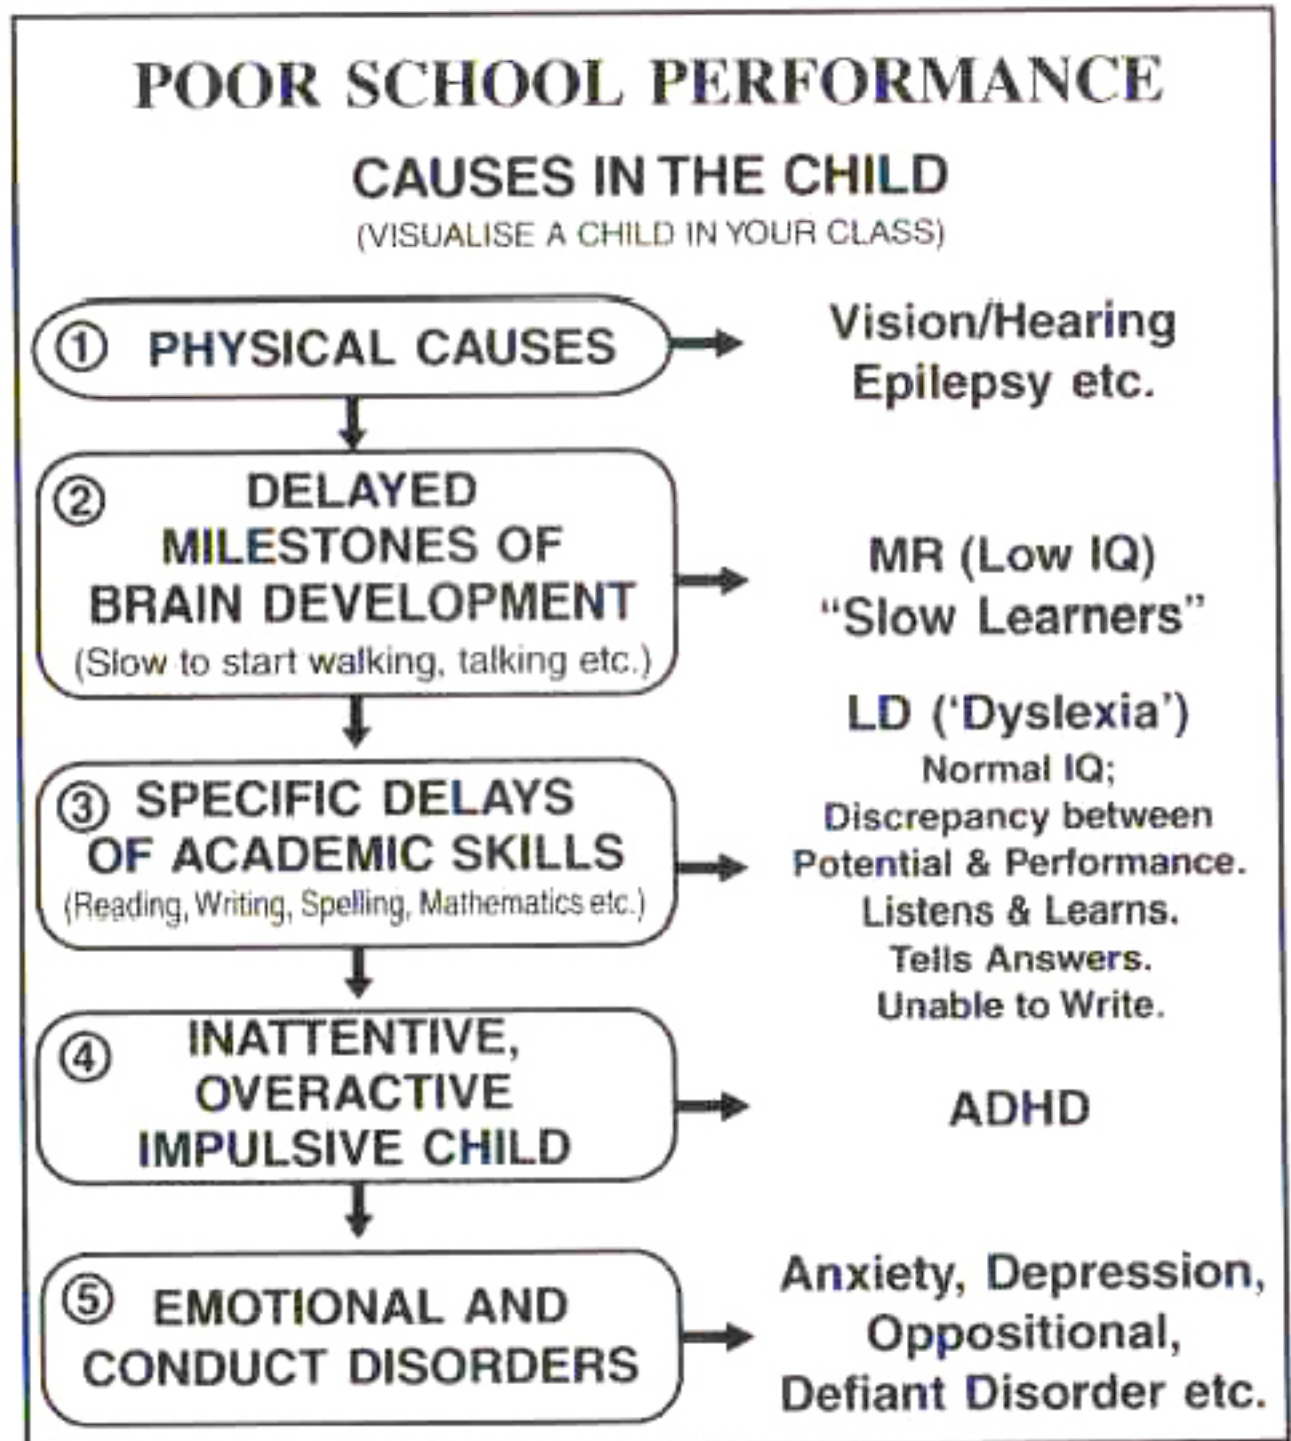 POOR SCHOOL PERFORMANCE
CAUSES IN THE CHILD
(VISUALISE A CHILD IN YOUR CLASS)
① PHYSICAL CAUSES
Vision/Hearing
Epilepsy etc.
② DELAYED
MILESTONES OF
BRAIN DEVELOPMENT
(Slow to start walking, talking etc.)
MR (Low IQ)
“Slow Learners”
③ SPECIFIC DELAYS
OF ACADEMIC SKILLS
(Reading, Writing, Spelling, Mathematics etc.)
LD (‘Dyslexia’)
Normal IQ;
Discrepancy between
Potential & Performance.
Listens & Learns.
Tells Answers.
Unable to Write.
④ INATTENTIVE,
OVERACTIVE
IMPULSIVE CHILD
ADHD
⑤ EMOTIONAL AND
CONDUCT DISORDERS
Anxiety, Depression,
Oppositional,
Defiant Disorder etc.